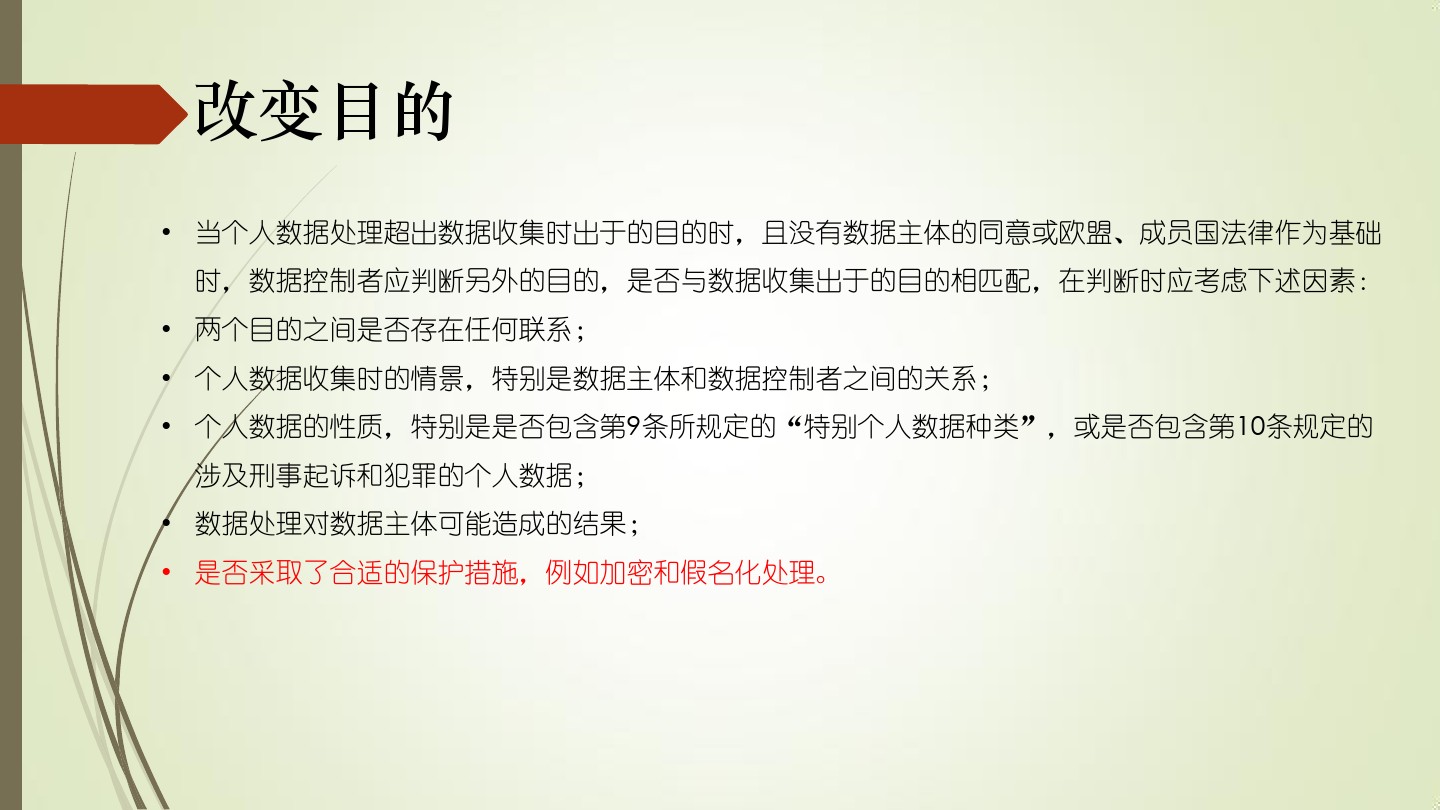 改变目的
• 当个人数据处理超出数据收集时出于的目的时，且没有数据主体的同意或欧盟、成员国法律作为基础
时，数据控制者应判断另外的目的，是否与数据收集出于的目的相匹配，在判断时应考虑下述因素：
• 两个目的之间是否存在任何联系；
• 个人数据收集时的情景，特别是数据主体和数据控制者之间的关系；
• 个人数据的性质，特别是是否包含第9条所规定的“特别个人数据种类”，或是否包含第10条规定的
涉及刑事起诉和犯罪的个人数据；
• 数据处理对数据主体可能造成的结果；
• 是否采取了合适的保护措施，例如加密和假名化处理。